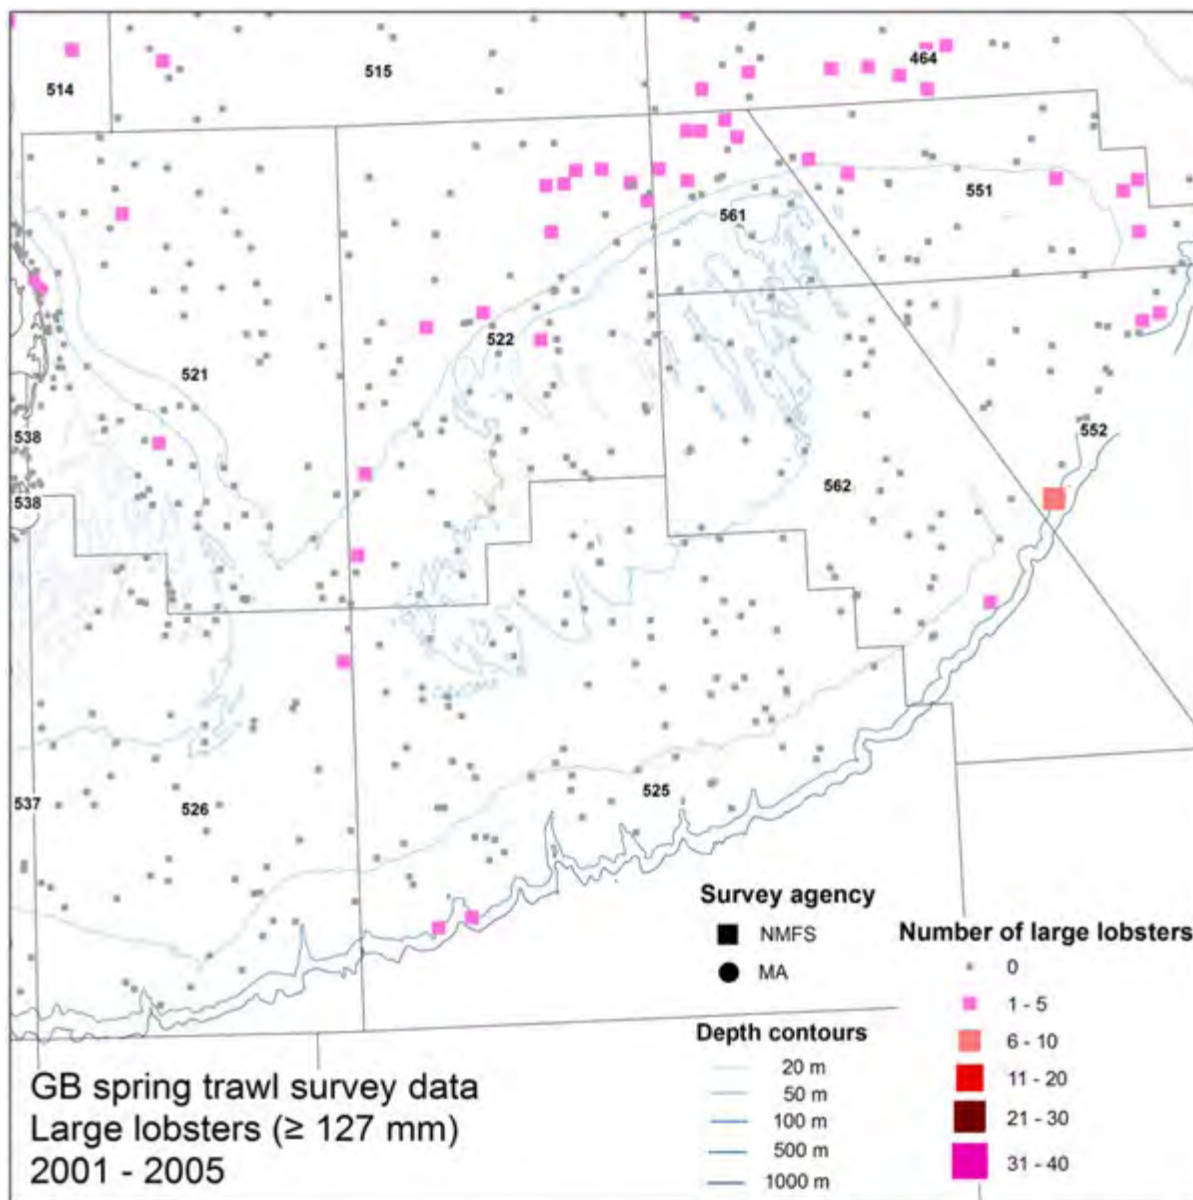 464
515
514
551
561
522
521
538
552
562
538
525
537
526
Survey agency
NMFS
MA
Number of large lobsters
0
1 - 5
6 - 10
11 - 20
21 - 30
31 - 40
Depth contours
20 m
50 m
100 m
500 m
1000 m
GB spring trawl survey data
Large lobsters (≥ 127 mm)
2001 - 2005